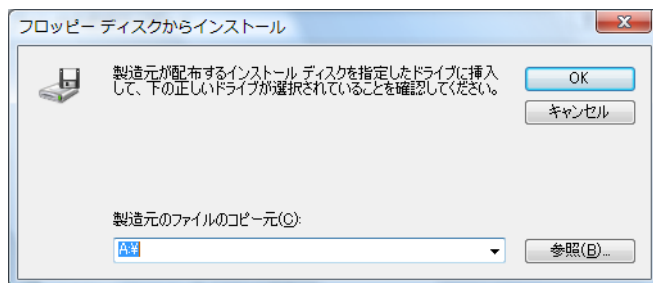 フロッピー ディスクからインストール
製造元が配布するインストール ディスクを指定したドライブに挿入
して、下の正しいドライブが選択されていることを確認してください。
OK
キャンセル
製造元のファイルのコピー元(C):
A:¥
参照(B)...